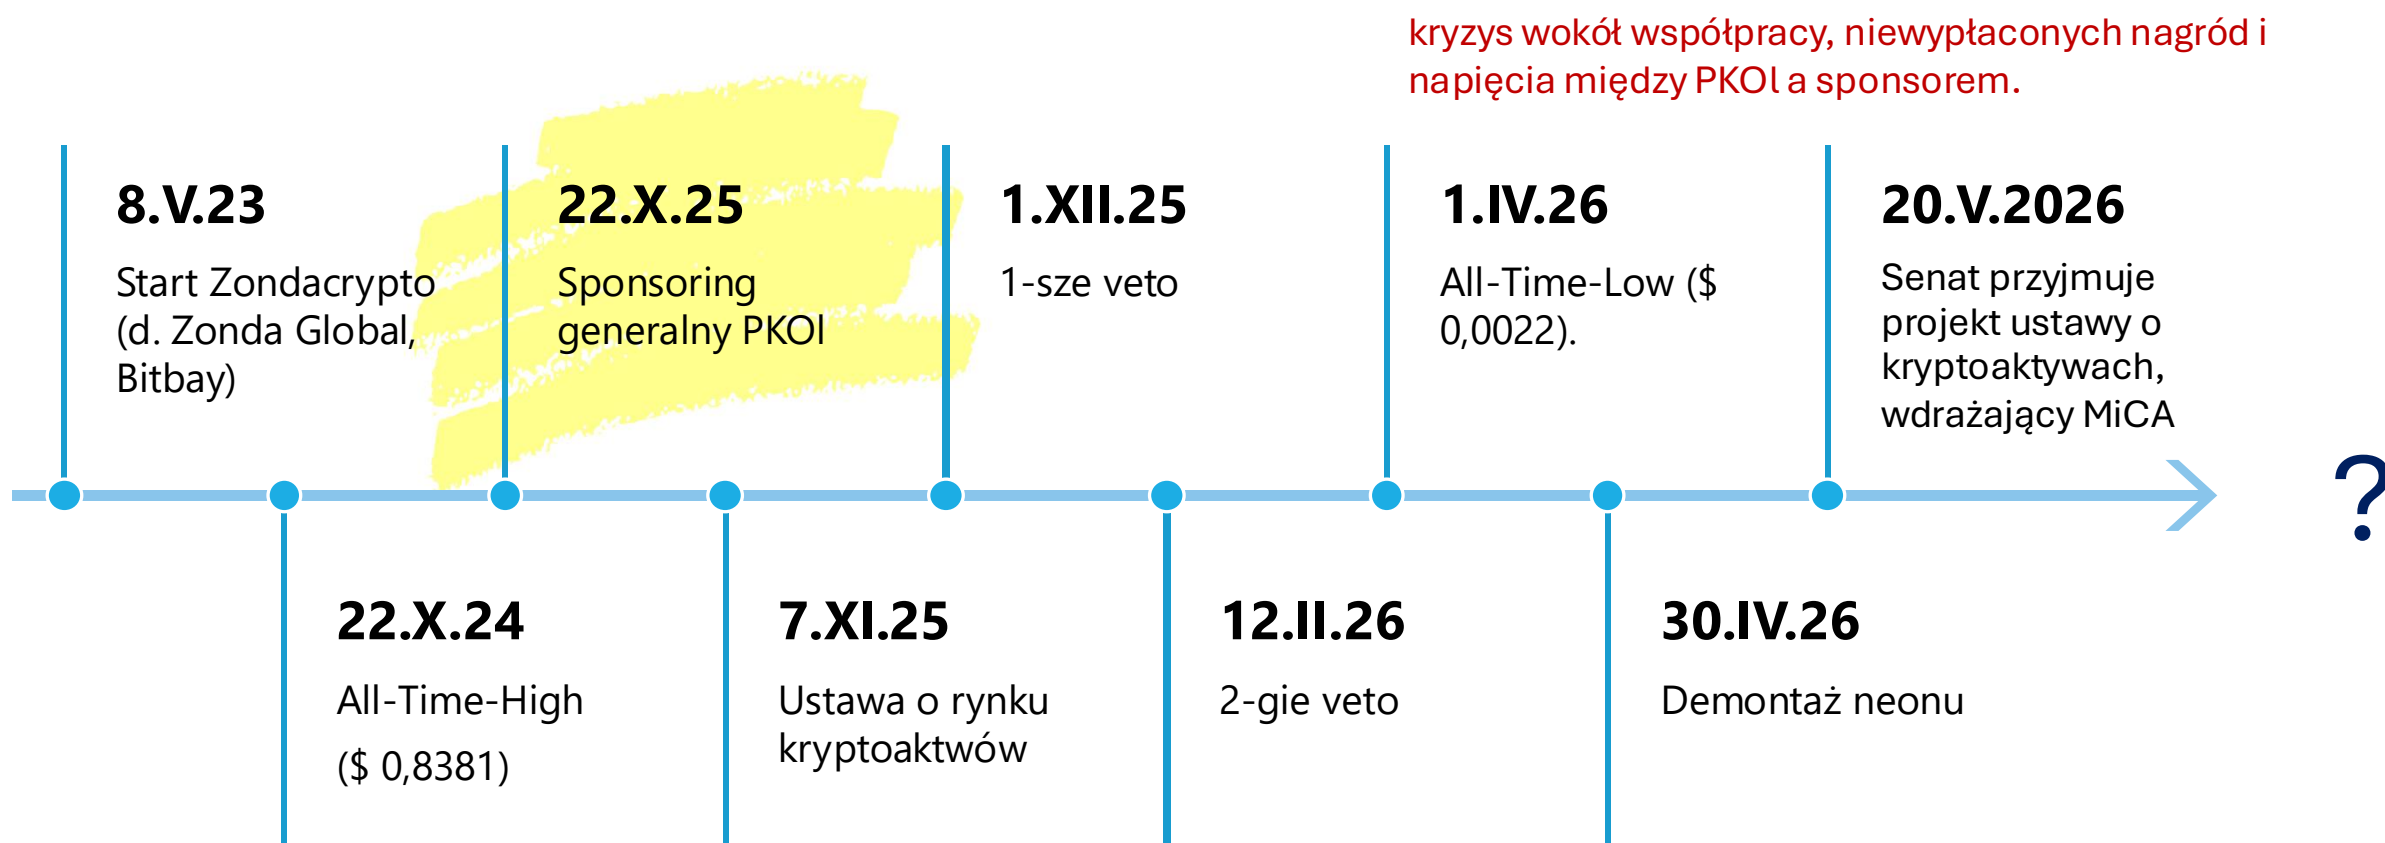 kryzys wokół współpracy, niewypłaconych nagród i
napięcia między PKOl a sponsorem.
8.V.23
Start Zondacrypto
(d. Zonda Global,
Bitbay)
22.X.25
Sponsoring
generalny PKOl
1.XII.25
1-sze veto
1.IV.26
All-Time-Low ($
0,0022).
20.V.2026
Senat przyjmuje
projekt ustawy o
kryptoaktywach,
wdrażający MiCA
?
22.X.24
All-Time-High
($ 0,8381)
7.XI.25
Ustawa o rynku
kryptoaktwów
12.II.26
2-gie veto
30.IV.26
Demontaż neonu